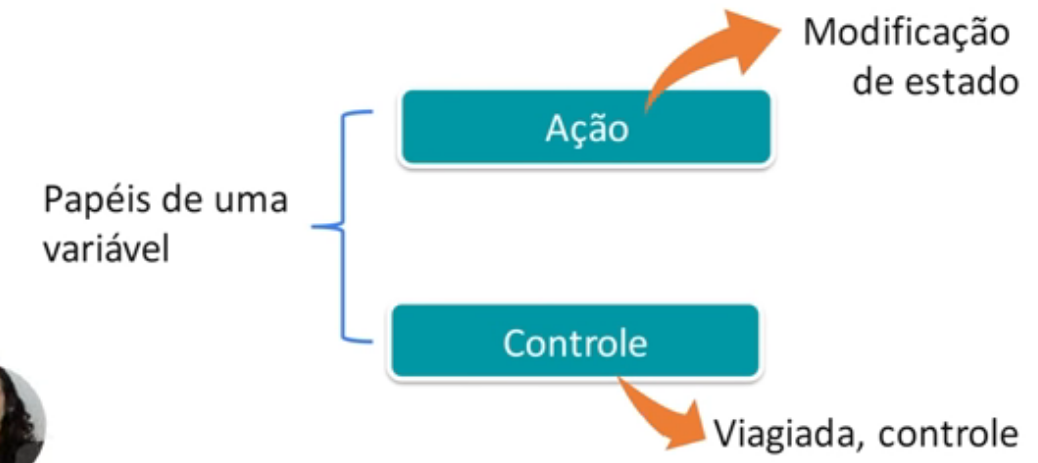 Modificação
de estado
Ação
Papéis de uma
variável
Controle
Viagiada, controle